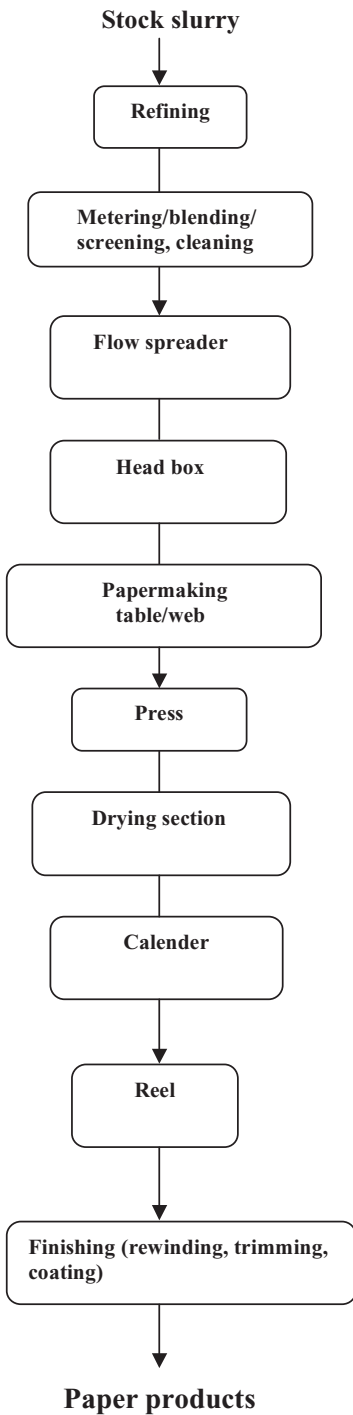 Stock slurry
Refining
Metering/blending/
screening, cleaning
Flow spreader
Head box
Papermaking
table/web
Press
Drying section
Calender
Reel
Finishing (rewinding, trimming,
coating)
Paper products